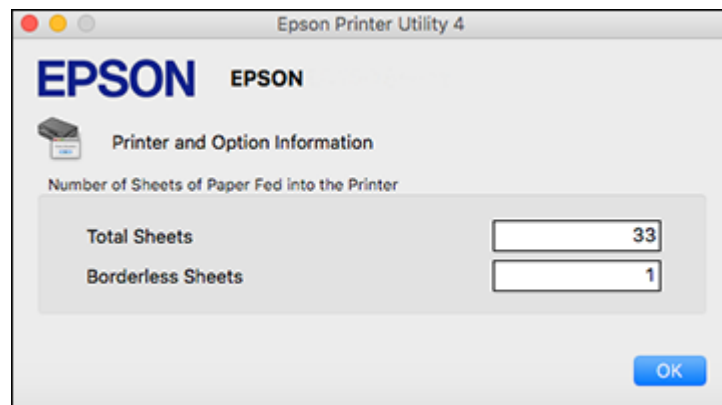 Epson Printer Utility 4
EPSON EPSON
Printer and Option Information
Number of Sheets of Paper Fed into the Printer
Total Sheets 33
Borderless Sheets 1
OK